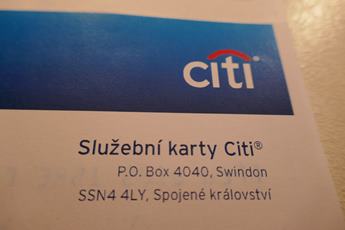 citi®
Služební karty Citi®
P.O. Box 4040, Swindon
SSN4 4LY, Spojené království